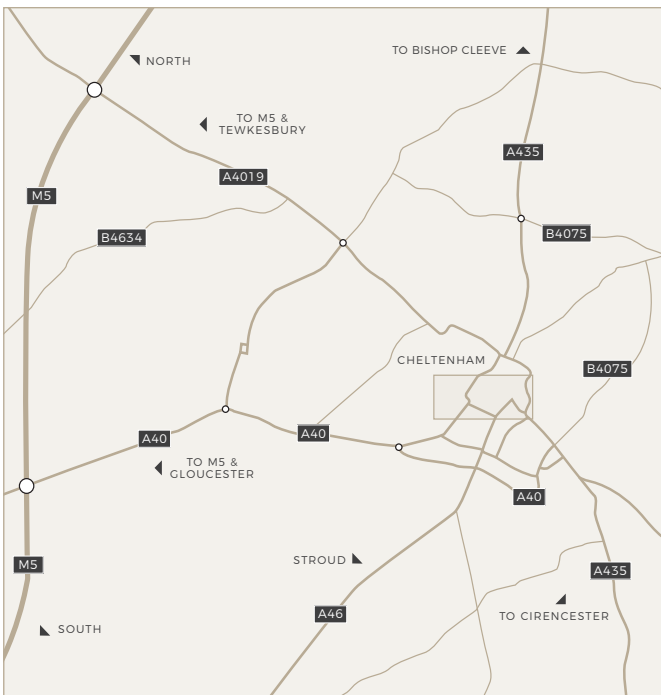 TO BISHOP CLEEVE
NORTH
TO M5 &
TEWKESBURY
A435
A4019
M5
B4634
B4075
CHELTENHAM
B4075
A40
A40
TO M5 &
GLOUCESTER
A40
STROUD
M5
A435
A46
TO CIRENCESTER
SOUTH